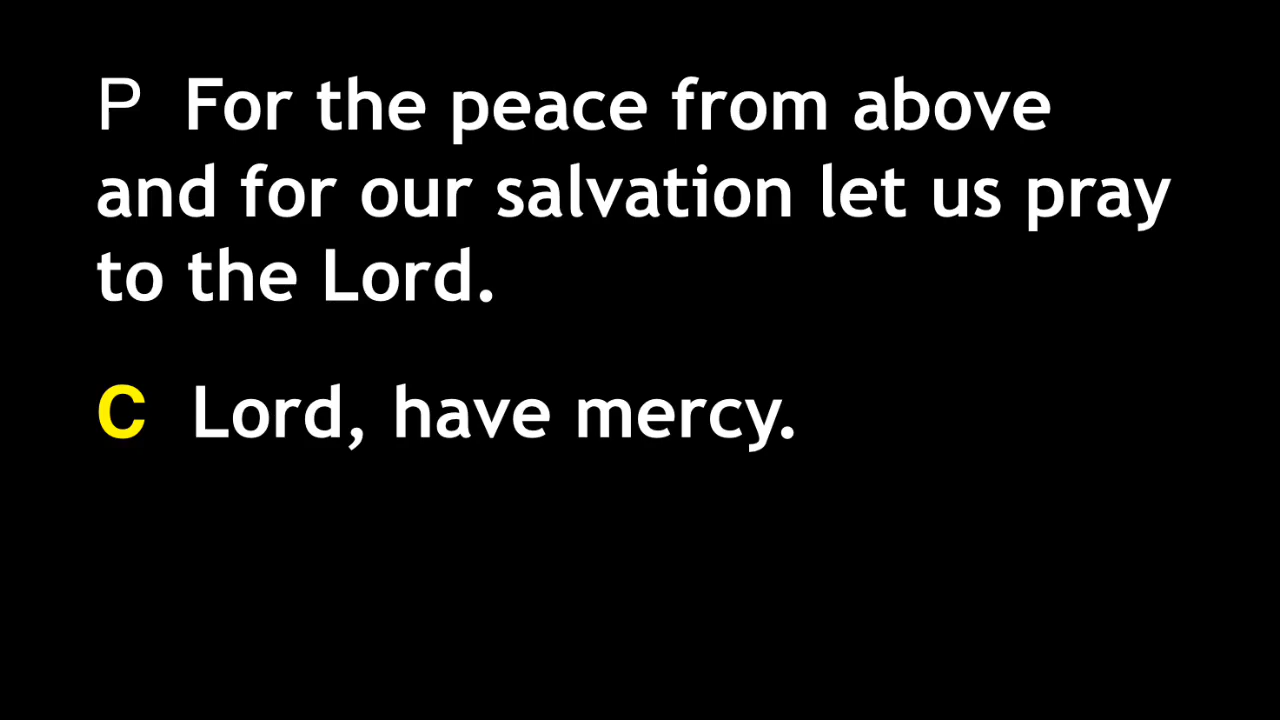 P For the peace from above
and for our salvation let us pray
to the Lord.
C Lord, have mercy.